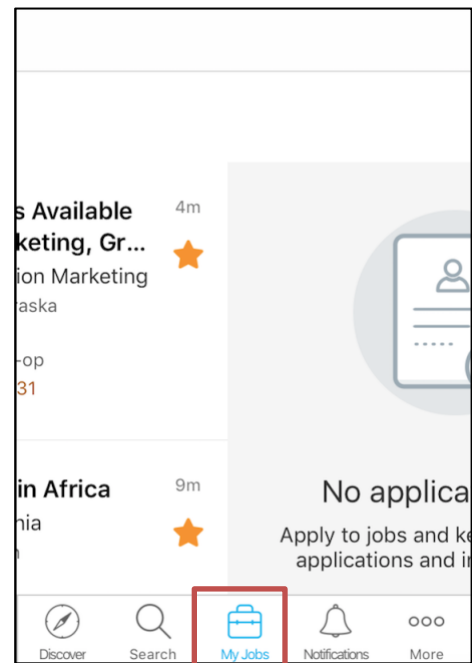 s Available
4m
keting, Gr...
ion Marketing
raska
-op
31
in Africa
9m
nia
No applica
Apply to jobs and ke
applications and i
Discover
Search
My Jobs
Notifications
More